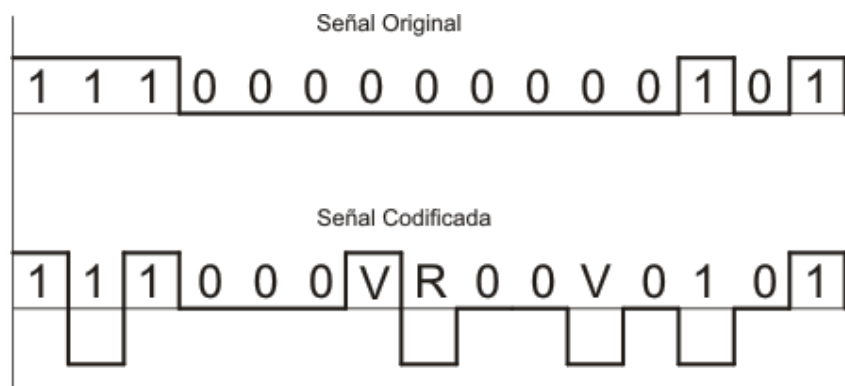 Señal Original
1 1 1 0 0 0 0 0 0 0 0 0 1 0 1
Señal Codificada
1 1 1 0 0 0 V R 0 0 V 0 1 0 1